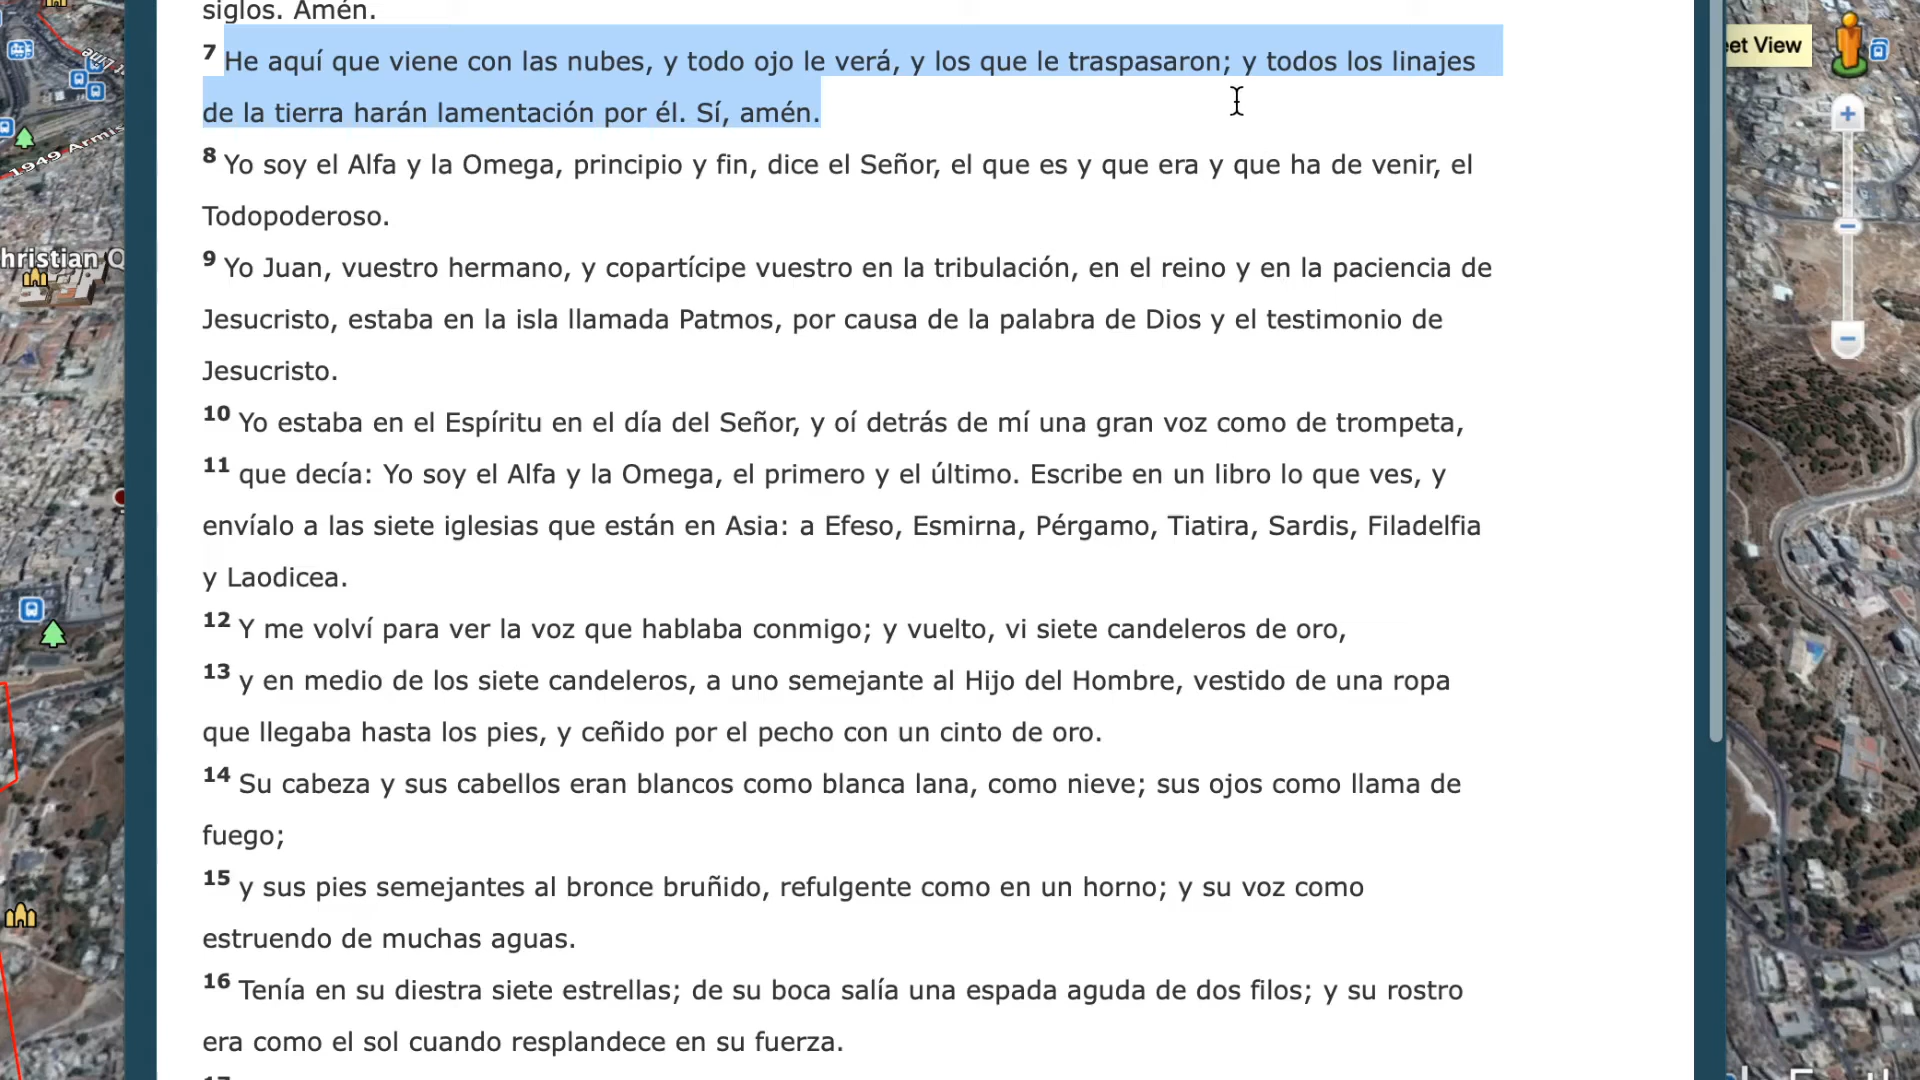 siglos. Amén.
7 He aquí que viene con las nubes, y todo ojo le verá, y los que le traspasaron; y todos los linajes
de la tierra harán lamentación por él. Sí, amén.
8 Yo soy el Alfa y la Omega, principio y fin, dice el Señor, el que es y que era y que ha de venir, el
Todopoderoso.
9 Yo Juan, vuestro hermano, y copartícipe vuestro en la tribulación, en el reino y en la paciencia de
Jesucristo, estaba en la isla llamada Patmos, por causa de la palabra de Dios y el testimonio de
Jesucristo.
10 Yo estaba en el Espíritu en el día del Señor, y oí detrás de mí una gran voz como de trompeta,
11 que decía: Yo soy el Alfa y la Omega, el primero y el último. Escribe en un libro lo que ves, y
envíalo a las siete iglesias que están en Asia: a Efeso, Esmirna, Pérgamo, Tiatira, Sardis, Filadelfia
y Laodicea.
12 Y me volví para ver la voz que hablaba conmigo; y vuelto, vi siete candeleros de oro,
13 y en medio de los siete candeleros, a uno semejante al Hijo del Hombre, vestido de una ropa
que llegaba hasta los pies, y ceñido por el pecho con un cinto de oro.
14 Su cabeza y sus cabellos eran blancos como blanca lana, como nieve; sus ojos como llama de
fuego;
15 y sus pies semejantes al bronce bruñido, refulgente como en un horno; y su voz como
estruendo de muchas aguas.
16 Tenía en su diestra siete estrellas; de su boca salía una espada aguda de dos filos; y su rostro
era como el sol cuando resplandece en su fuerza.
eet View
1949 Armis
hristian Q